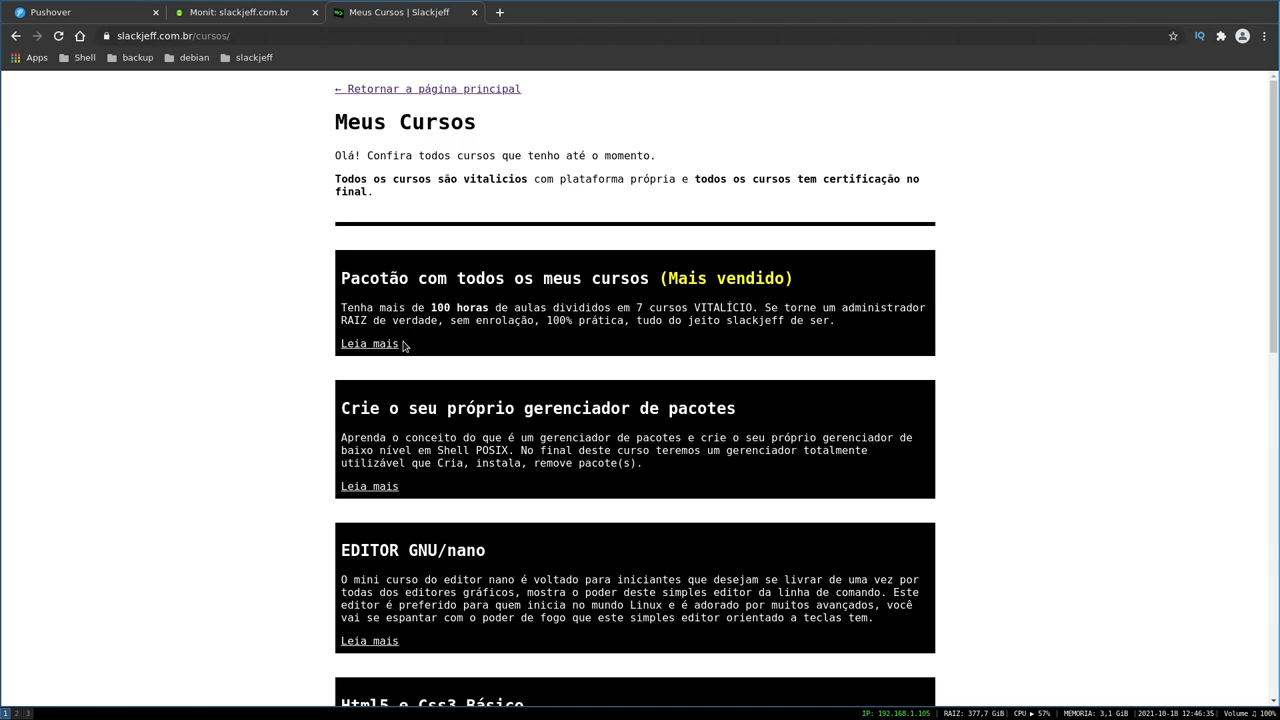 Pushover
Monit: slackjeff.com.br
Meus Cursos | Slackjeff
slackjeff.com.br/cursos/
IQ
Apps
Shell
backup
debian
slackjeff
← Retornar a página principal
Meus Cursos
Olá! Confira todos cursos que tenho até o momento.
Todos os cursos são vitalicios com plataforma própria e todos os cursos tem certificação no
final.
Pacotão com todos os meus cursos (Mais vendido)
Tenha mais de 100 horas de aulas divididos em 7 cursos VITALÍCIO. Se torne um administrador
RAIZ de verdade, sem enrolação, 100% prática, tudo do jeito slackjeff de ser.
Leia mais
Crie o seu próprio gerenciador de pacotes
Aprenda o conceito do que é um gerenciador de pacotes e crie o seu próprio gerenciador de
baixo nível em Shell POSIX. No final deste curso teremos um gerenciador totalmente
utilizável que Cria, instala, remove pacote(s).
Leia mais
EDITOR GNU/nano
O mini curso do editor nano é voltado para iniciantes que desejam se livrar de uma vez por
todas dos editores gráficos, mostra o poder deste simples editor da linha de comando. Este
editor é preferido para quem inicia no mundo Linux e é adorado por muitos avançados, você
vai se espantar com o poder de fogo que este simples editor orientado a teclas tem.
Leia mais
Html5 e Css3 Básico
1 2 3
IP: 192.168.1.105 | RAIZ: 377,7 GiB | CPU ▶ 57% | MEMORIA: 3,1 GiB | 2021-10-18 12:46:35 | Volume ♫ 100%